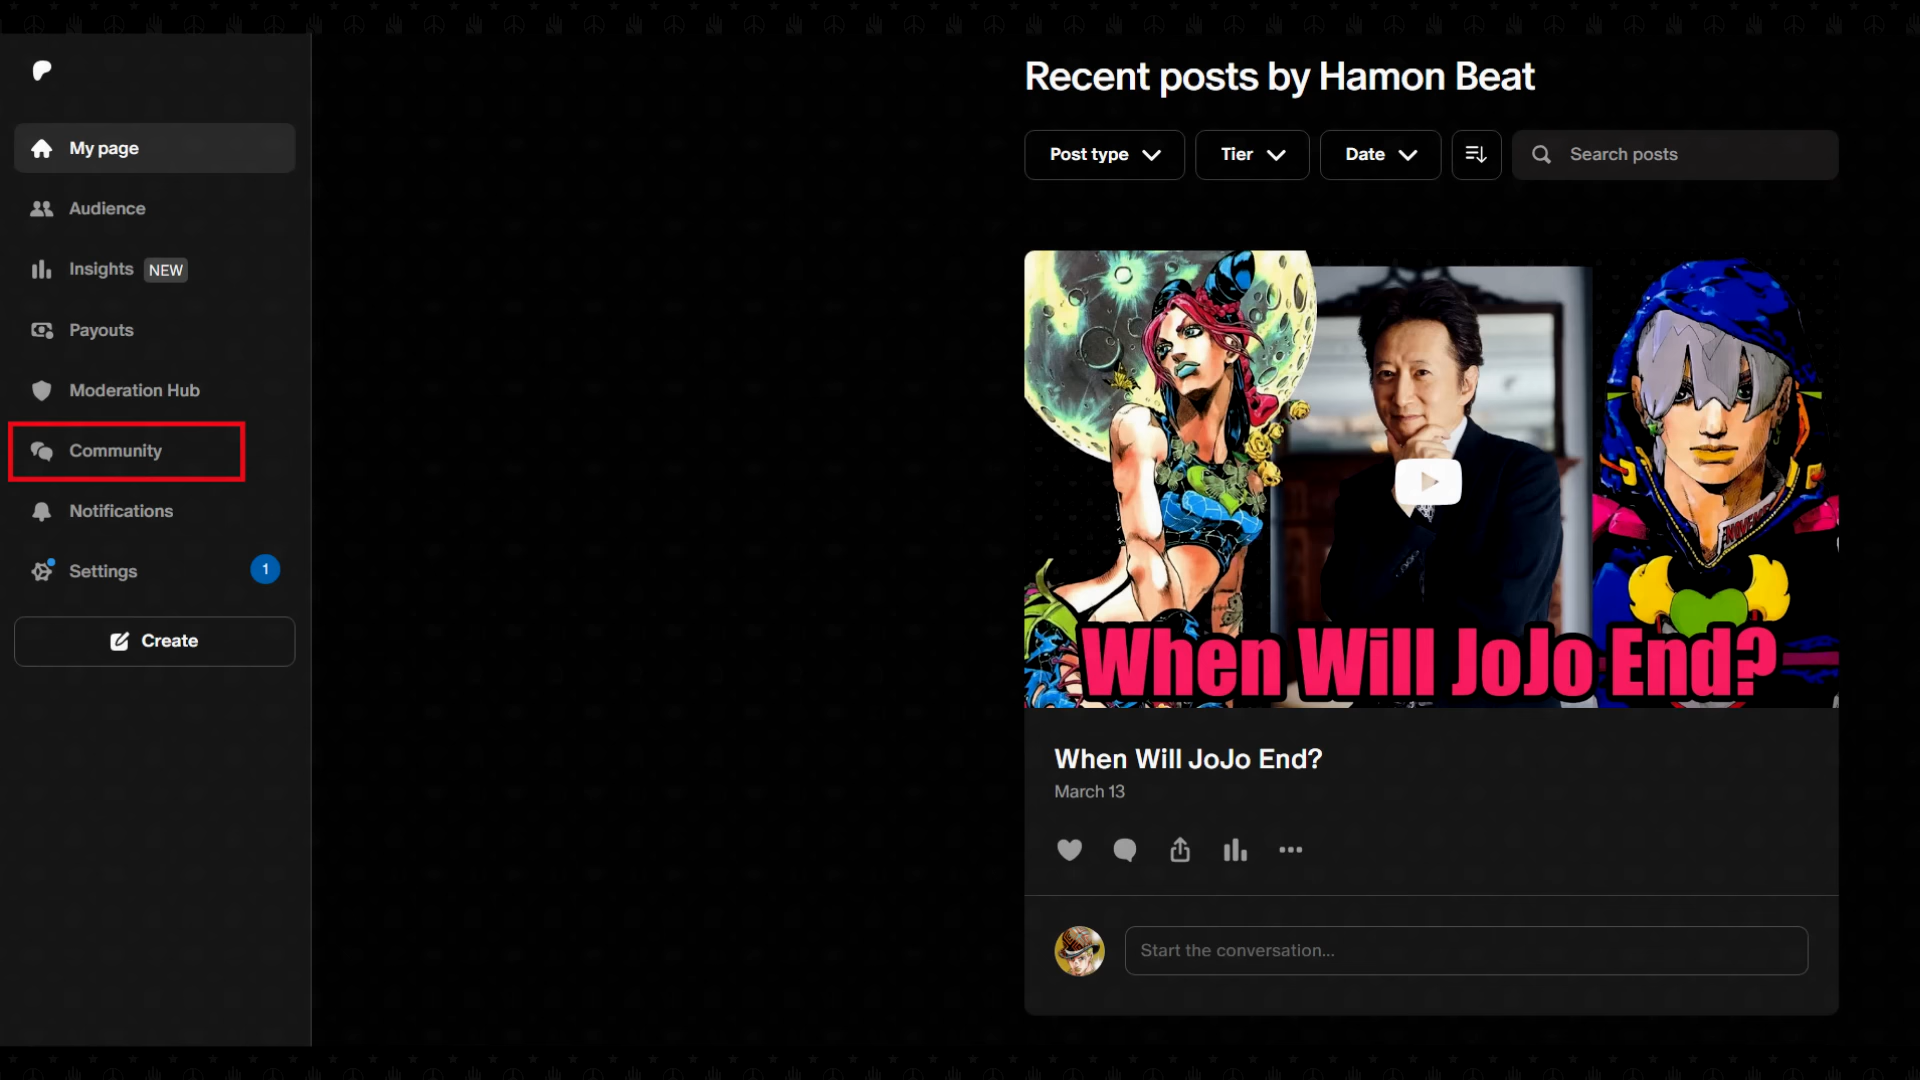 My page
Audience
Insights NEW
Payouts
Moderation Hub
Community
Notifications
Settings 1
Create
Recent posts by Hamon Beat
Post type
Tier
Date
Search posts
When Will JoJo End?
When Will JoJo End?
March 13
Start the conversation...